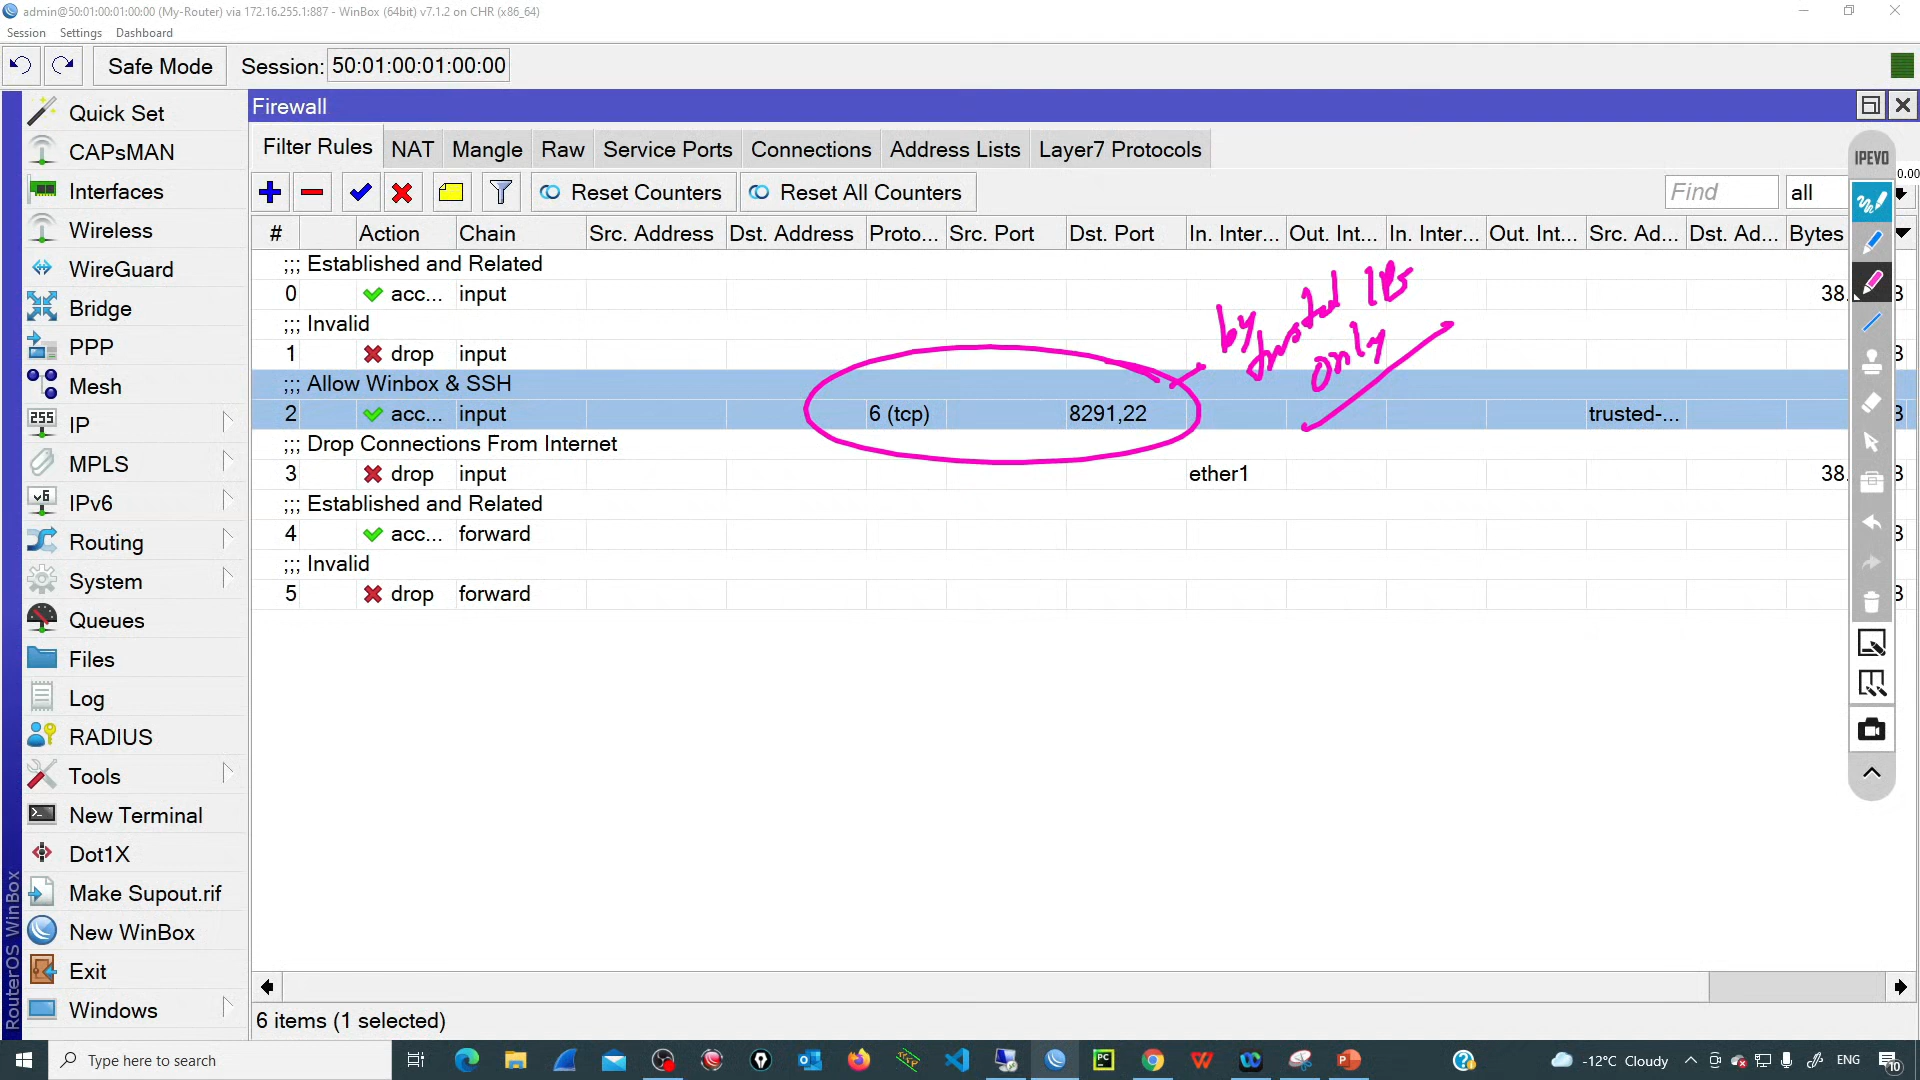 admin@50:01:00:01:00:00 (My-Router) via 172.16.255.1:887 - WinBox (64bit) v7.1.2 on CHR (x86_64)
Session Settings Dashboard
Safe Mode Session: 50:01:00:01:00:00
Firewall
Filter Rules NAT Mangle Raw Service Ports Connections Address Lists Layer7 Protocols
Reset Counters Reset All Counters Find all
# Action Chain Src. Address Dst. Address Proto... Src. Port Dst. Port In. Inter... Out. Int... In. Inter... Out. Int... Src. Ad... Dst. Ad... Bytes
;;; Established and Related
0 acc... input 38. B
;;; Invalid
1 drop input B
;;; Allow Winbox & SSH
2 acc... input 6 (tcp) 8291,22 trusted-... B
;;; Drop Connections From Internet
3 drop input ether1 38. B
;;; Established and Related
4 acc... forward B
;;; Invalid
5 drop forward B
by trusted IPs
only
Quick Set
CAPsMAN
Interfaces
Wireless
WireGuard
Bridge
PPP
Mesh
255 IP
MPLS
v6 IPv6
Routing
System
Queues
Files
Log
RADIUS
Tools
New Terminal
Dot1X
Make Supout.rif
New WinBox
Exit
Windows
RouterOS WinBox
IPEVO
0.00
6 items (1 selected)
Type here to search
PC
-12°C Cloudy
ENG
10